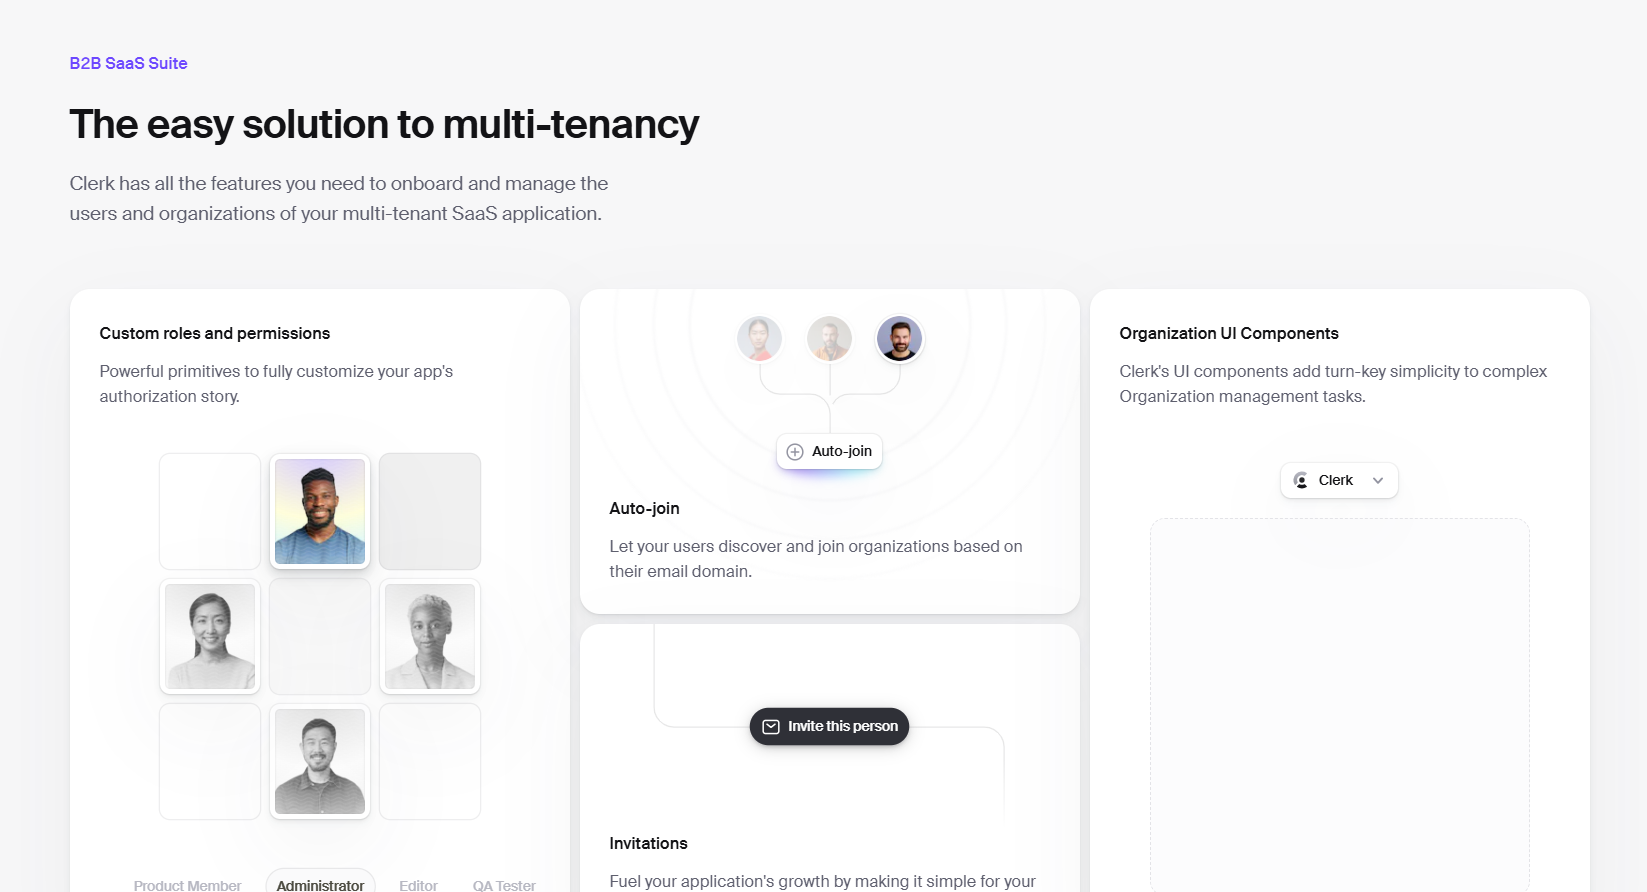 B2B SaaS Suite
The easy solution to multi-tenancy
Clerk has all the features you need to onboard and manage the
users and organizations of your multi-tenant SaaS application.
Custom roles and permissions
Powerful primitives to fully customize your app's
authorization story.
Product Member
Administrator
Editor
QA Tester
Auto-join
Auto-join
Let your users discover and join organizations based on
their email domain.
Invite this person
Invitations
Fuel your application's growth by making it simple for your
Organization UI Components
Clerk's UI components add turn-key simplicity to complex
Organization management tasks.
Clerk